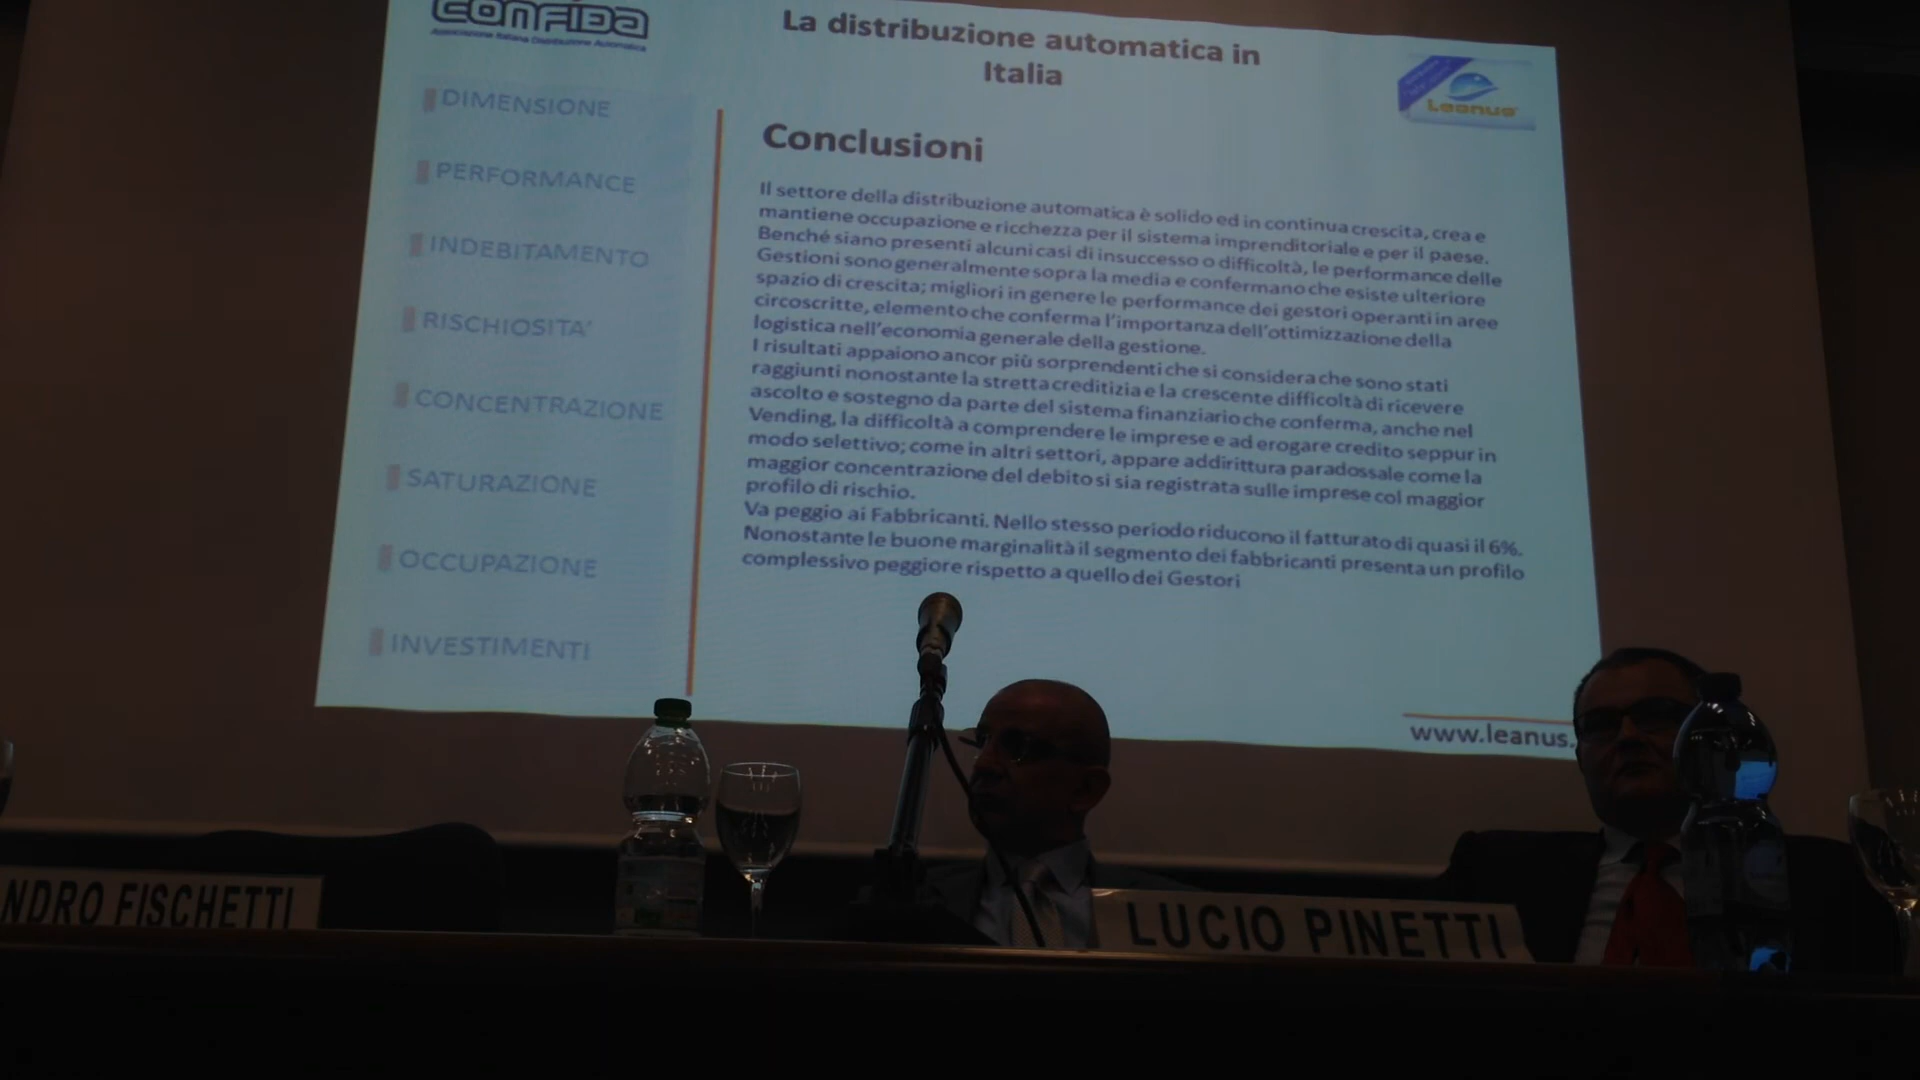 CONFIDA
Associazione Italiana Distribuzione Automatica
La distribuzione automatica in
Italia
Leanus
DIMENSIONE
PERFORMANCE
INDEBITAMENTO
RISCHIOSITA'
CONCENTRAZIONE
SATURAZIONE
OCCUPAZIONE
INVESTIMENTI
Conclusioni
Il settore della distribuzione automatica è solido ed in continua crescita, crea e
mantiene occupazione e ricchezza per il sistema imprenditoriale e per il paese.
Benché siano presenti alcuni casi di insuccesso o difficoltà, le performance delle
Gestioni sono generalmente sopra la media e confermano che esiste ulteriore
spazio di crescita; migliori in genere le performance dei gestori operanti in aree
circoscritte, elemento che conferma l'importanza dell'ottimizzazione della
logistica nell'economia generale della gestione.
I risultati appaiono ancor più sorprendenti che si considera che sono stati
raggiunti nonostante la stretta creditizia e la crescente difficoltà di ricevere
ascolto e sostegno da parte del sistema finanziario che conferma, anche nel
Vending, la difficoltà a comprendere le imprese e ad erogare credito seppur in
modo selettivo; come in altri settori, appare addirittura paradossale come la
maggior concentrazione del debito si sia registrata sulle imprese col maggior
profilo di rischio.
Va peggio ai Fabbricanti. Nello stesso periodo riducono il fatturato di quasi il 6%.
Nonostante le buone marginalità il segmento dei fabbricanti presenta un profilo
complessivo peggiore rispetto a quello dei Gestori
www.leanus.
NDRO FISCHETTI
LUCIO PINETTI